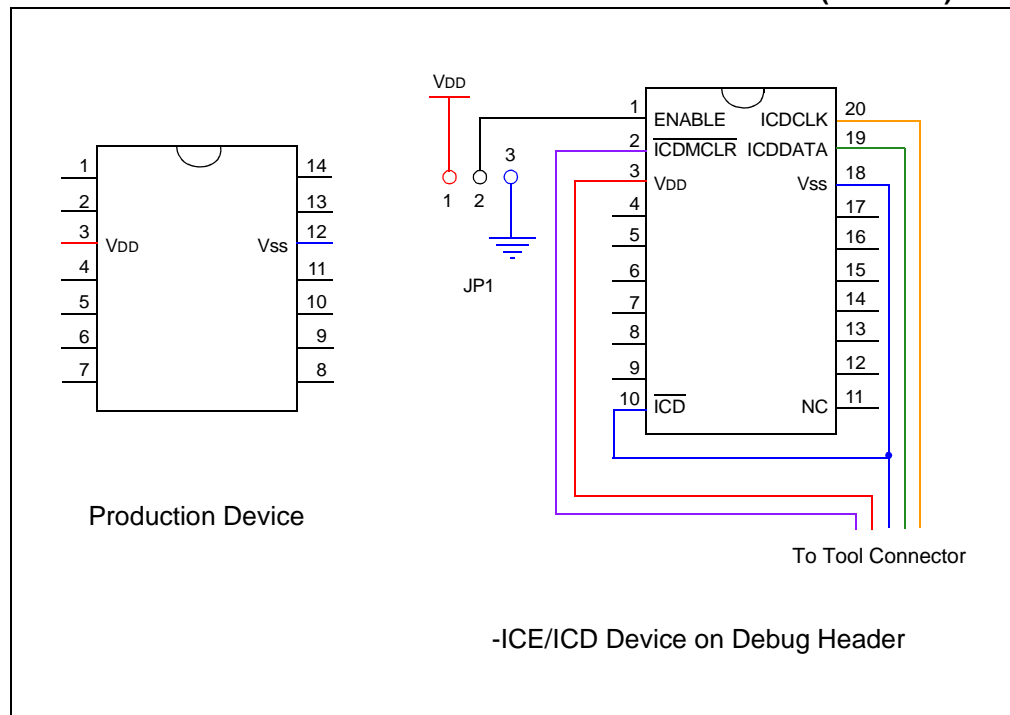 1
2
3
4
5
6
7
VDD
Vss
14
13
12
11
10
9
8
Production Device
VDD
1
2
3
JP1
1
2
3
4
5
6
7
8
9
10
ENABLE
ICDMCLR
VDD
ICD
ICDCLK
ICDDATA
Vss
NC
20
19
18
17
16
15
14
13
12
11
To Tool Connector
-ICE/ICD Device on Debug Header